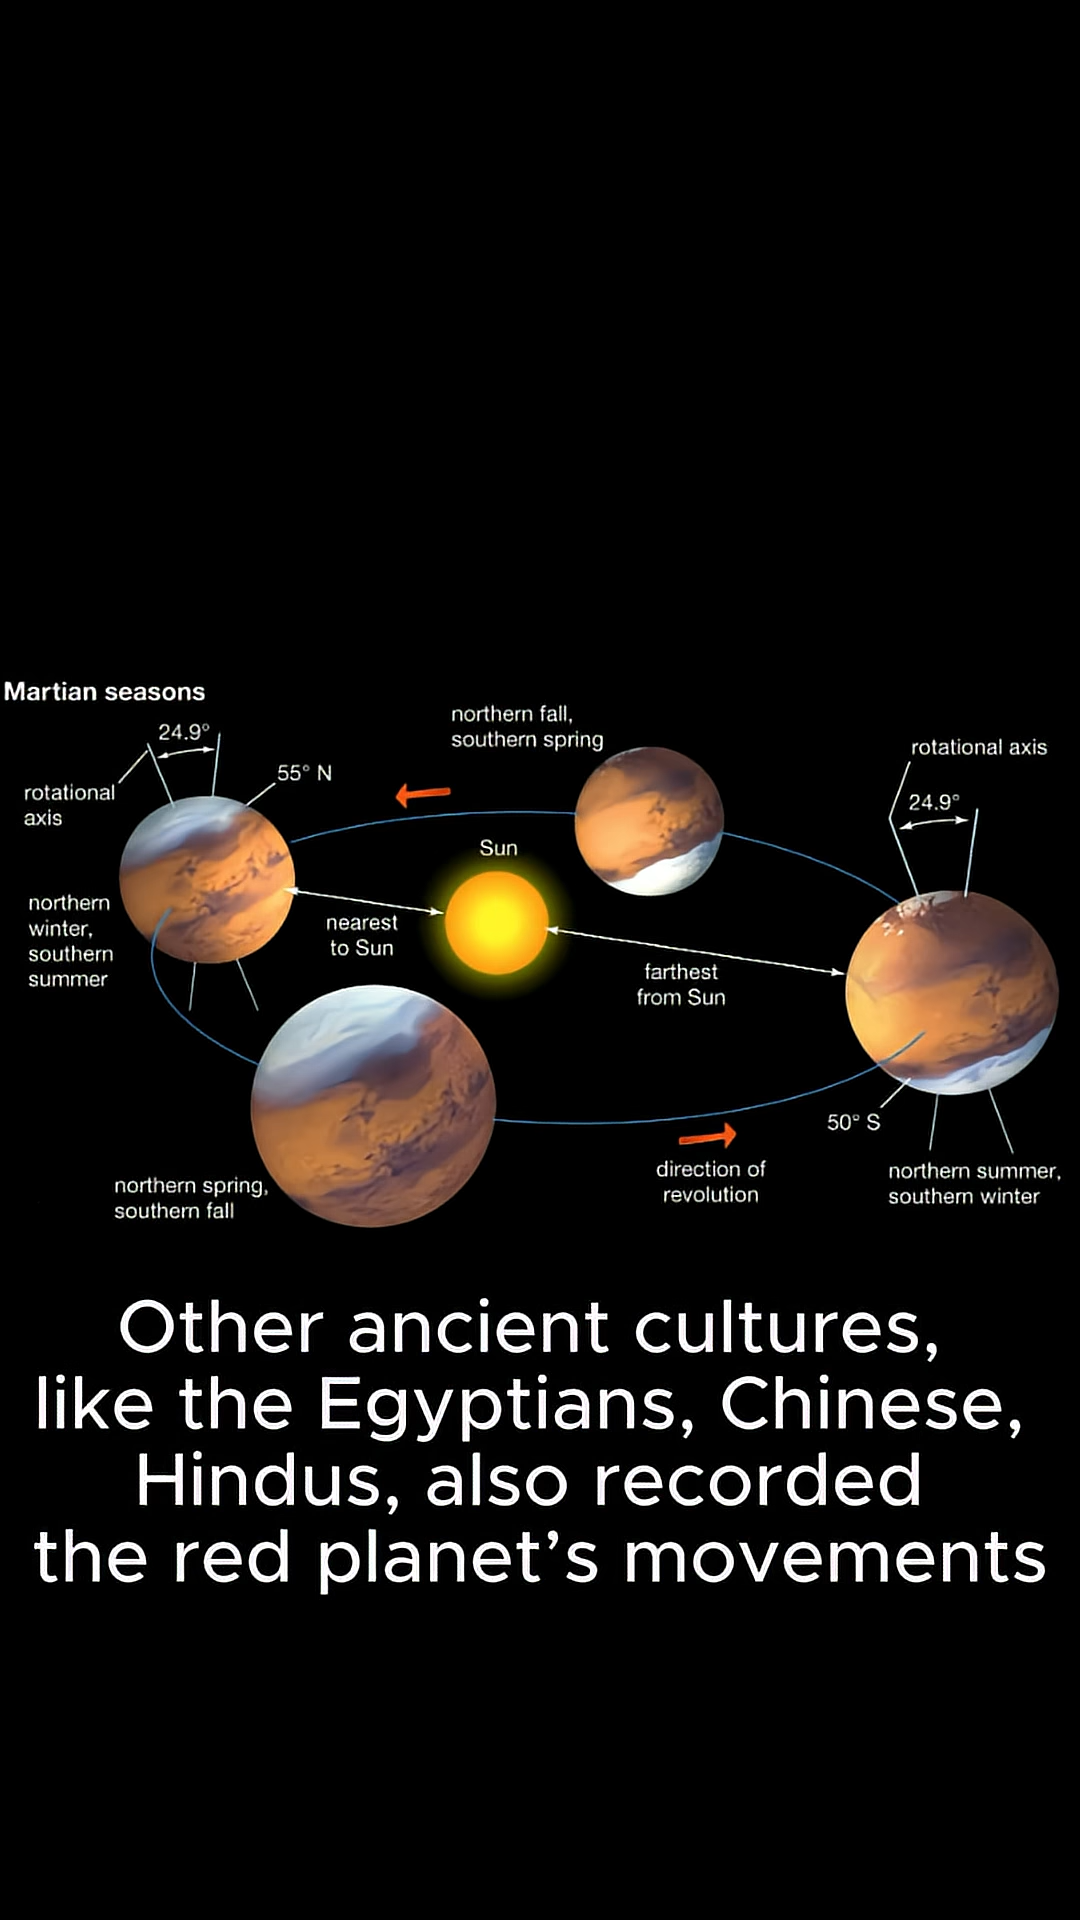 Martian seasons
24.9°
55° N
rotational
axis
northern
winter,
southern
summer
northern fall,
southern spring
Sun
nearest
to Sun
farthest
from Sun
rotational axis
24.9°
50° S
northern summer,
southern winter
direction of
revolution
northern spring,
southern fall
Other ancient cultures,
like the Egyptians, Chinese,
Hindus, also recorded
the red planet’s movements